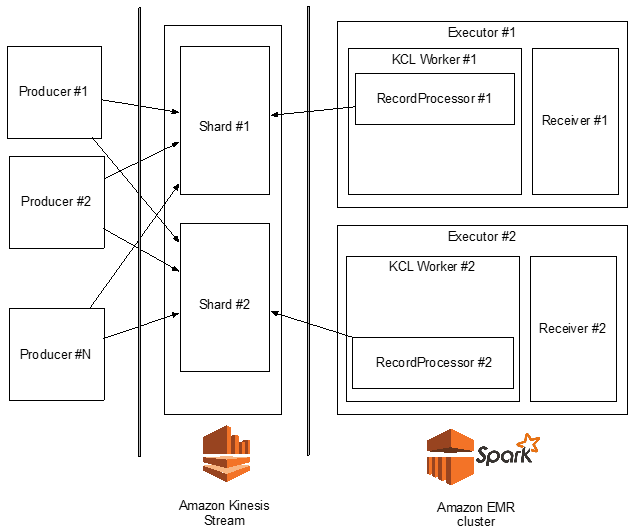 Producer #1
Producer #2
Producer #N
Shard #1
Shard #2
Amazon Kinesis
Stream
Executor #1
KCL Worker #1
RecordProcessor #1
Receiver #1
Executor #2
KCL Worker #2
RecordProcessor #2
Receiver #2
Spark
Amazon EMR
cluster